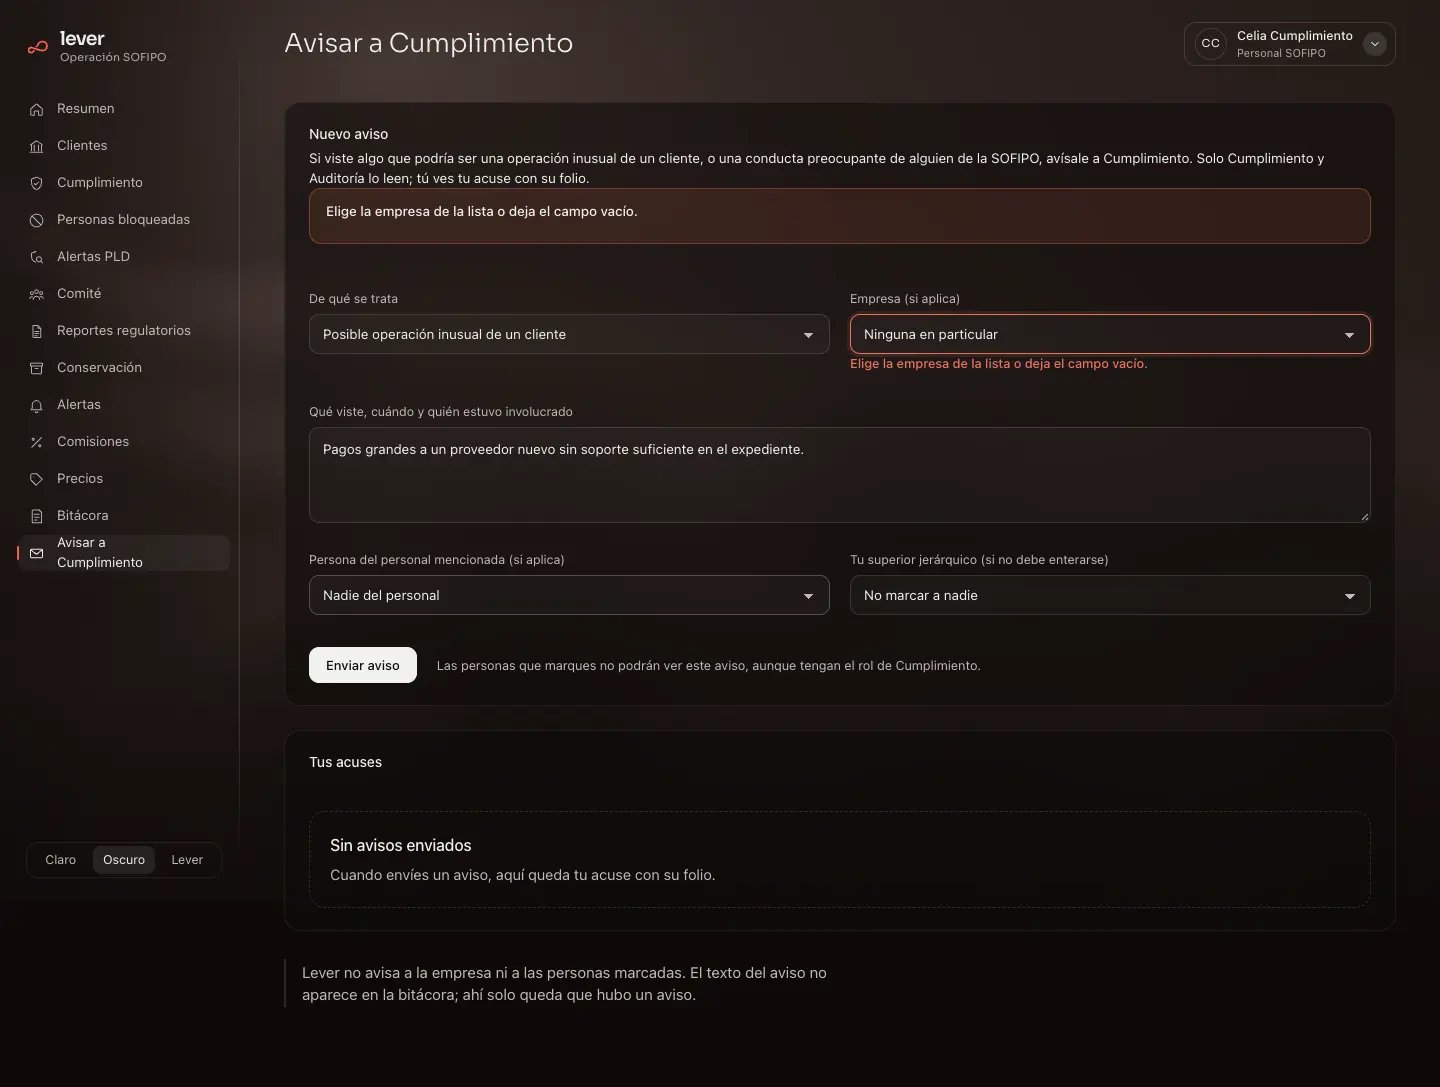 lever
Operación SOFIPO
Resumen
Clientes
Cumplimiento
Personas bloqueadas
Alertas PLD
Comité
Reportes regulatorios
Conservación
Alertas
Comisiones
Precios
Bitácora
Avisar a
Cumplimiento
Claro
Oscuro
Lever
Avisar a Cumplimiento
CC
Celia Cumplimiento
Personal SOFIPO
Nuevo aviso
Si viste algo que podría ser una operación inusual de un cliente, o una conducta preocupante de alguien de la SOFIPO, avísale a Cumplimiento. Solo Cumplimiento y
Auditoría lo leen; tú ves tu acuse con su folio.
Elige la empresa de la lista o deja el campo vacío.
De qué se trata
Posible operación inusual de un cliente
Empresa (si aplica)
Ninguna en particular
Elige la empresa de la lista o deja el campo vacío.
Qué viste, cuándo y quién estuvo involucrado
Pagos grandes a un proveedor nuevo sin soporte suficiente en el expediente.
Persona del personal mencionada (si aplica)
Nadie del personal
Tu superior jerárquico (si no debe enterarse)
No marcar a nadie
Enviar aviso
Las personas que marques no podrán ver este aviso, aunque tengan el rol de Cumplimiento.
Tus acuses
Sin avisos enviados
Cuando envíes un aviso, aquí queda tu acuse con su folio.
Lever no avisa a la empresa ni a las personas marcadas. El texto del aviso no
aparece en la bitácora; ahí solo queda que hubo un aviso.